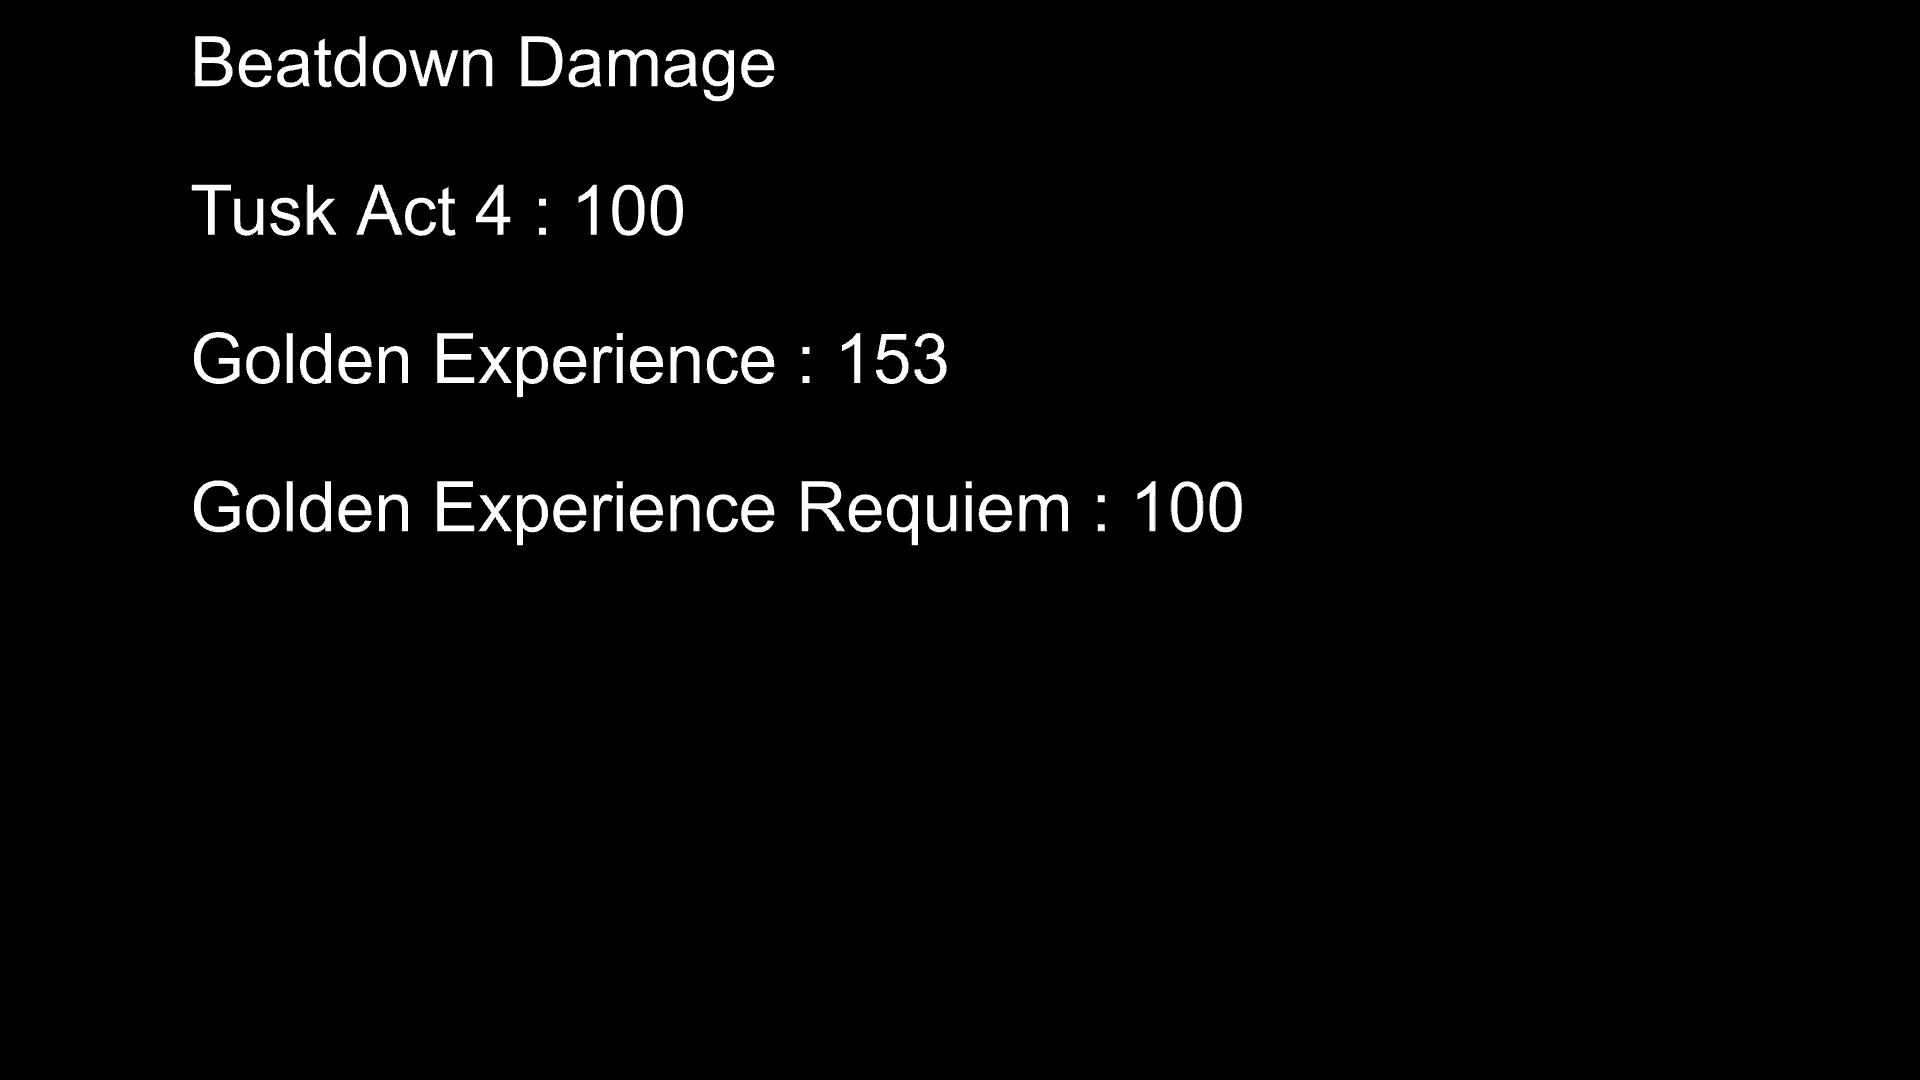 Beatdown Damage
Tusk Act 4 : 100
Golden Experience : 153
Golden Experience Requiem : 100